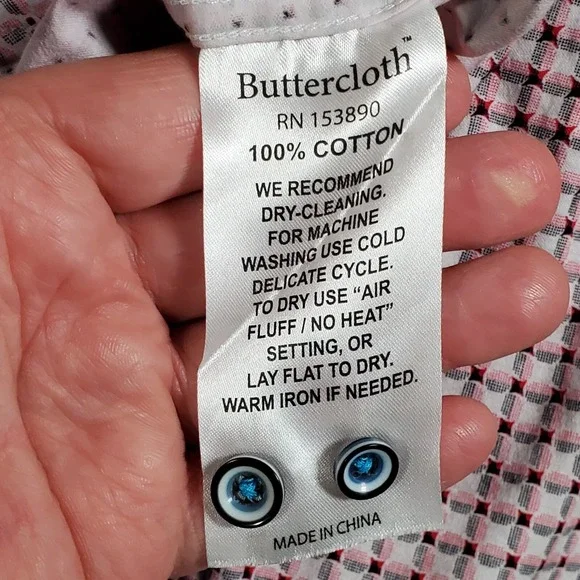 Buttercloth™
RN 153890
100% COTTON
WE RECOMMEND
DRY-CLEANING.
FOR MACHINE
WASHING USE COLD
DELICATE CYCLE.
TO DRY USE “AIR
FLUFF / NO HEAT”
SETTING, OR
LAY FLAT TO DRY.
WARM IRON IF NEEDED.
MADE IN CHINA